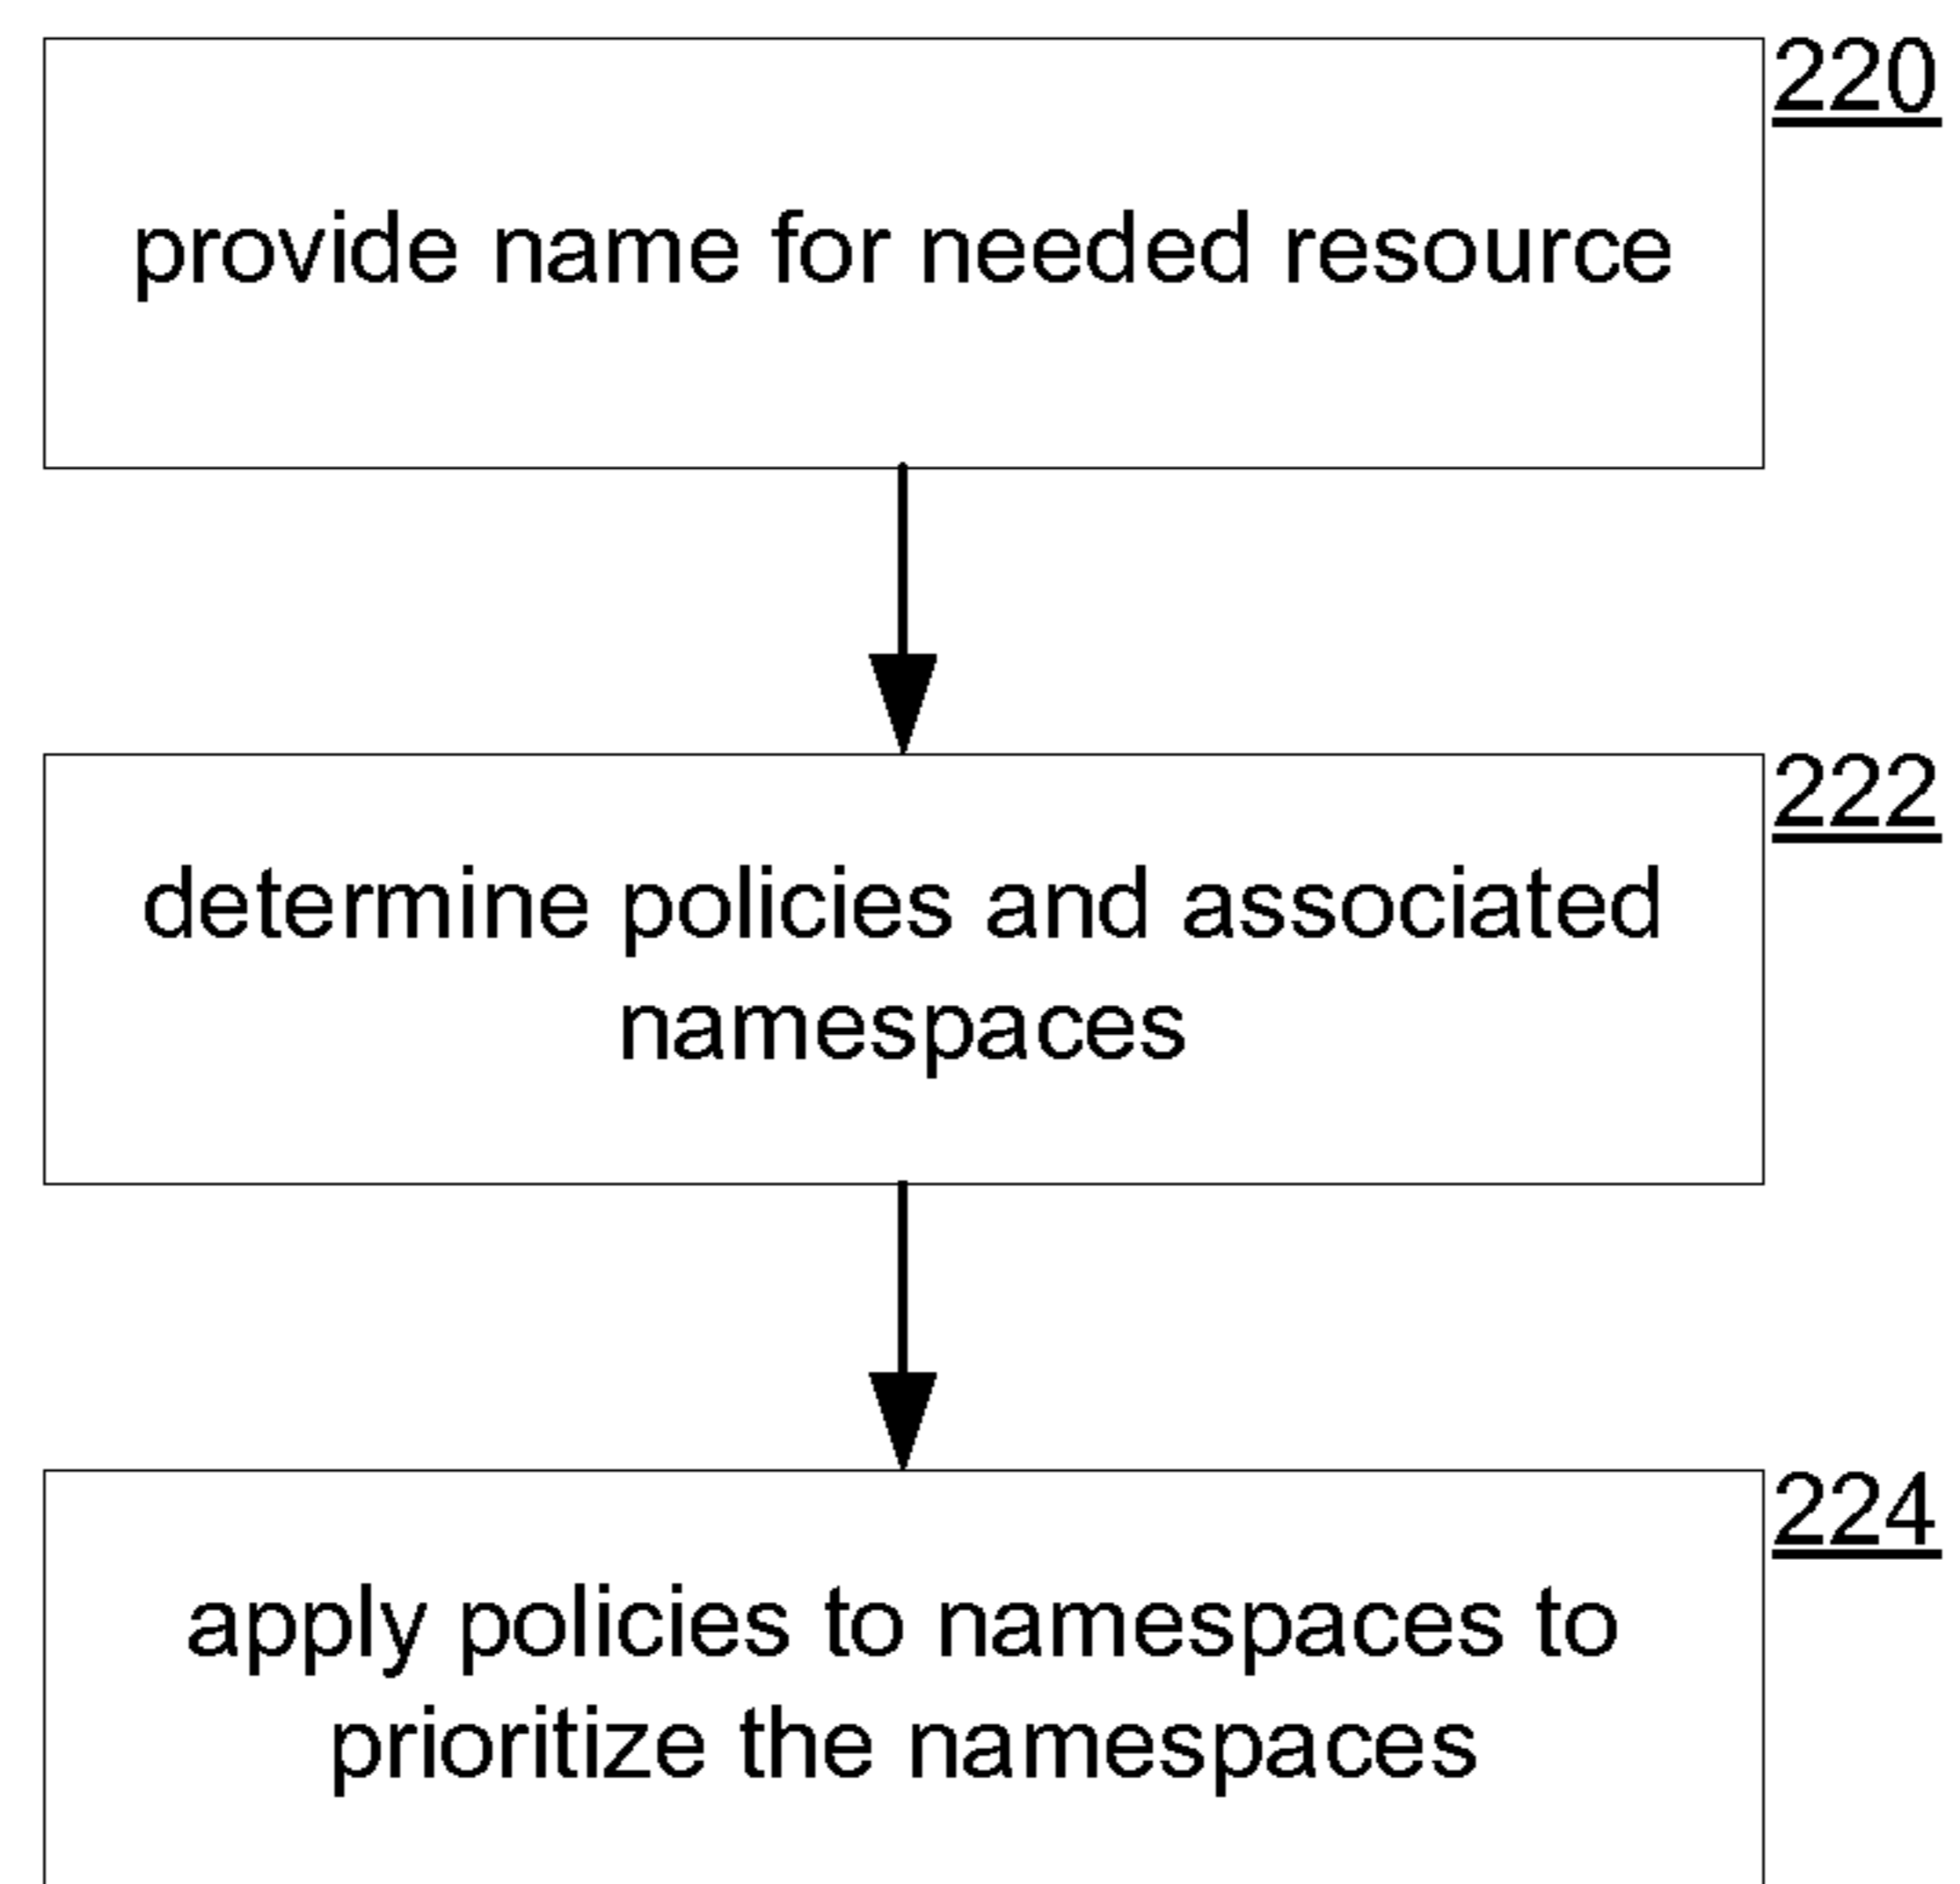 220
provide name for needed resource
222
determine policies and associated
namespaces
224
apply policies to namespaces to
prioritize the namespaces